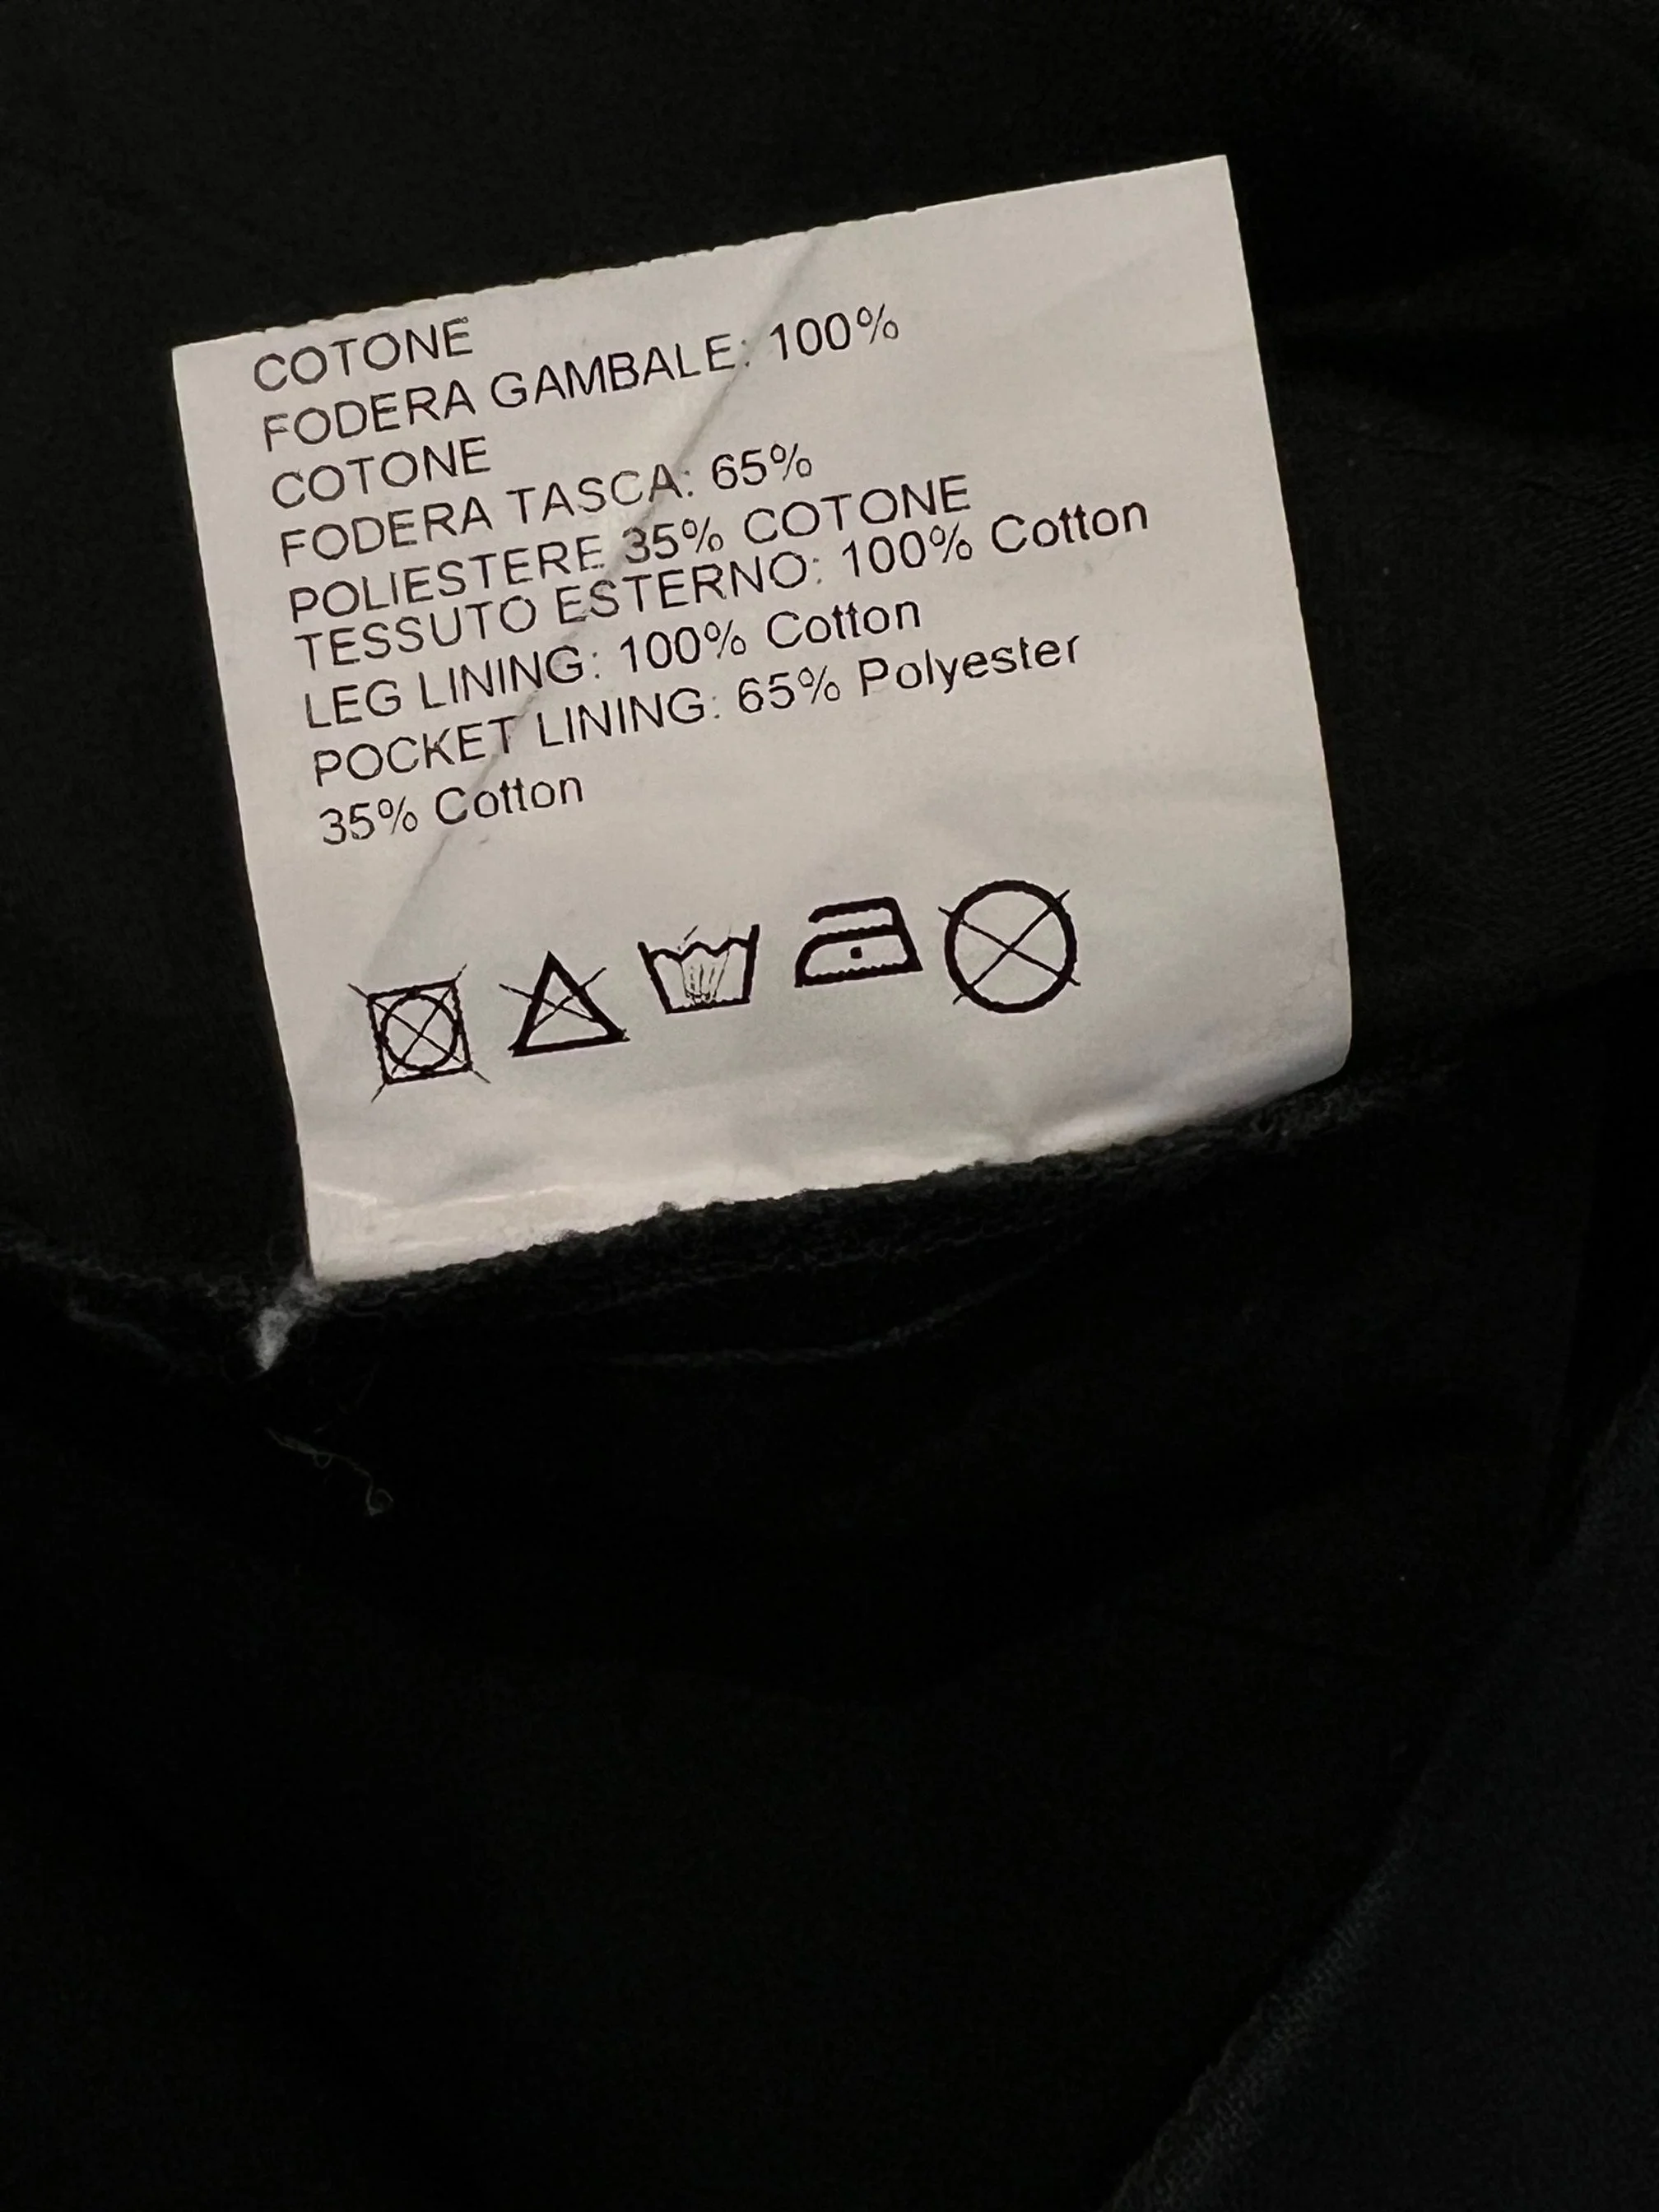 COTONE
FODERA GAMBALE: 100%
COTONE
FODERA TASCA: 65%
POLIESTERE 35% COTONE
TESSUTO ESTERNO: 100% Cotton
LEG LINING: 100% Cotton
POCKET LINING: 65% Polyester
35% Cotton